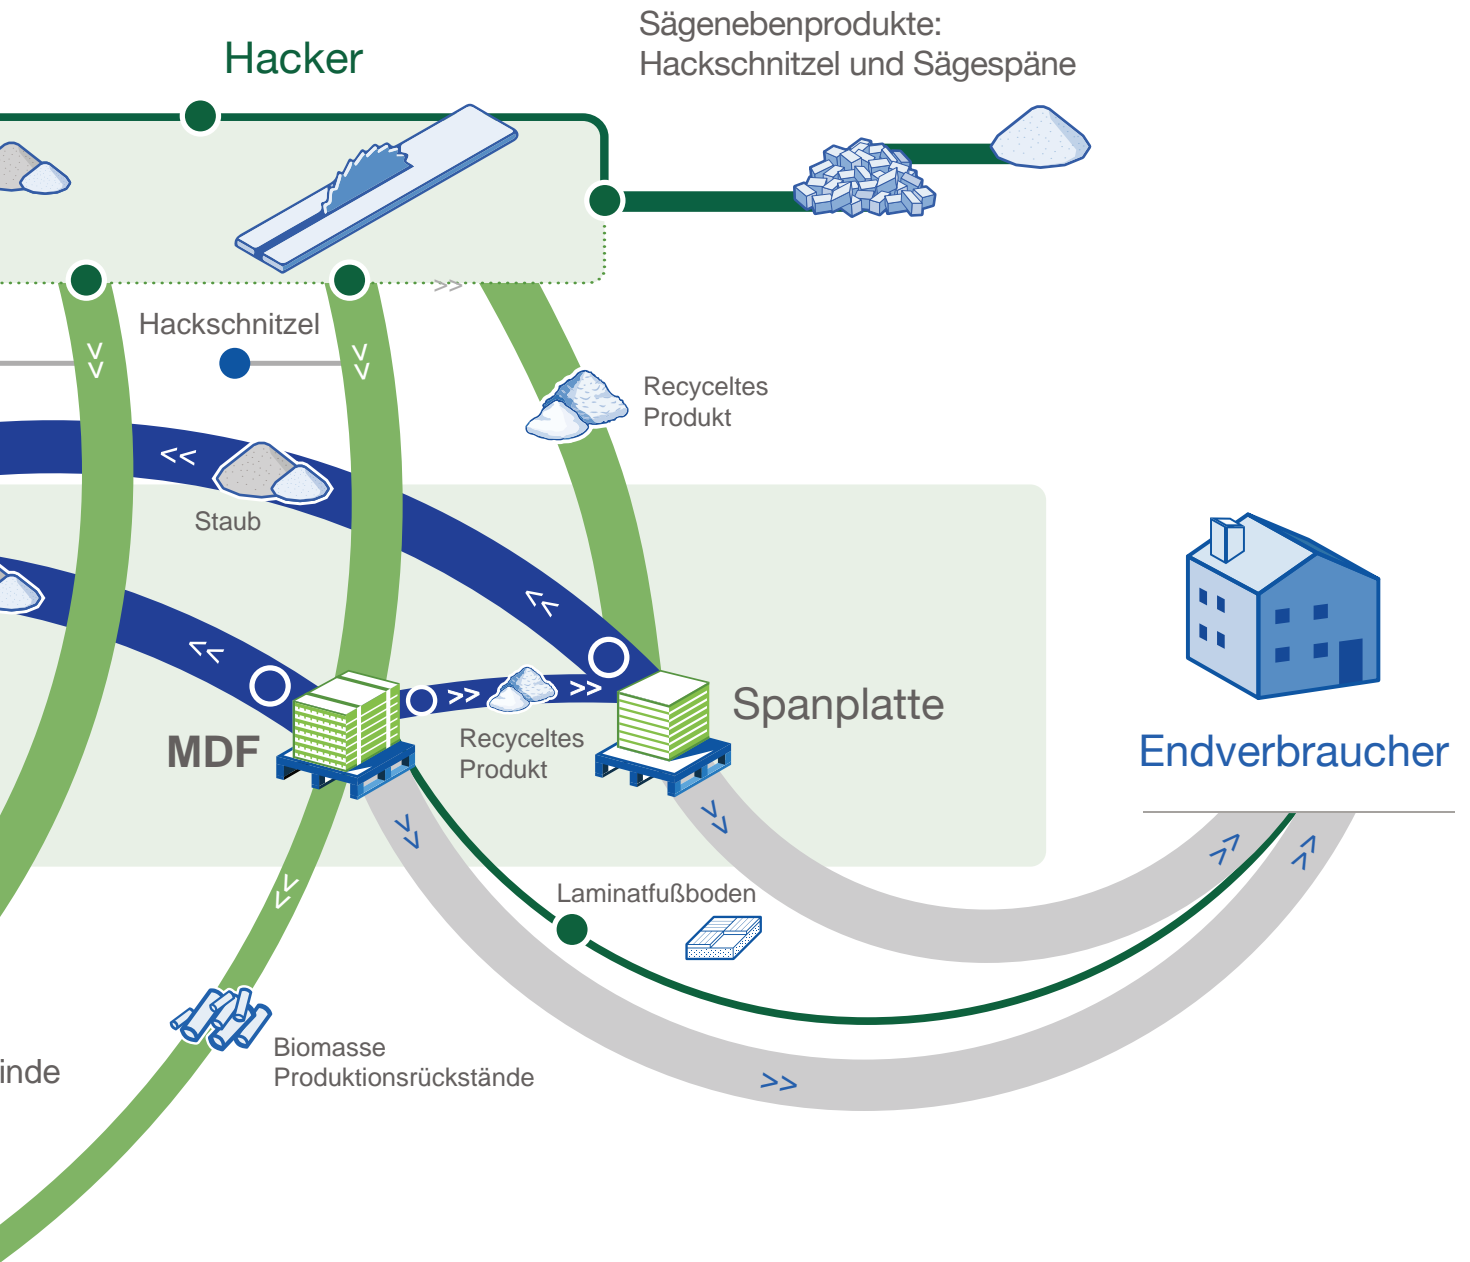 Hacker
Sägenebenprodukte:
Hackschnitzel und Sägespäne
Hackschnitzel
Recyceltes
Produkt
Staub
MDF
Recyceltes
Produkt
Spanplatte
Endverbraucher
Laminatfußboden
inde
Biomasse
Produktionsrückstände